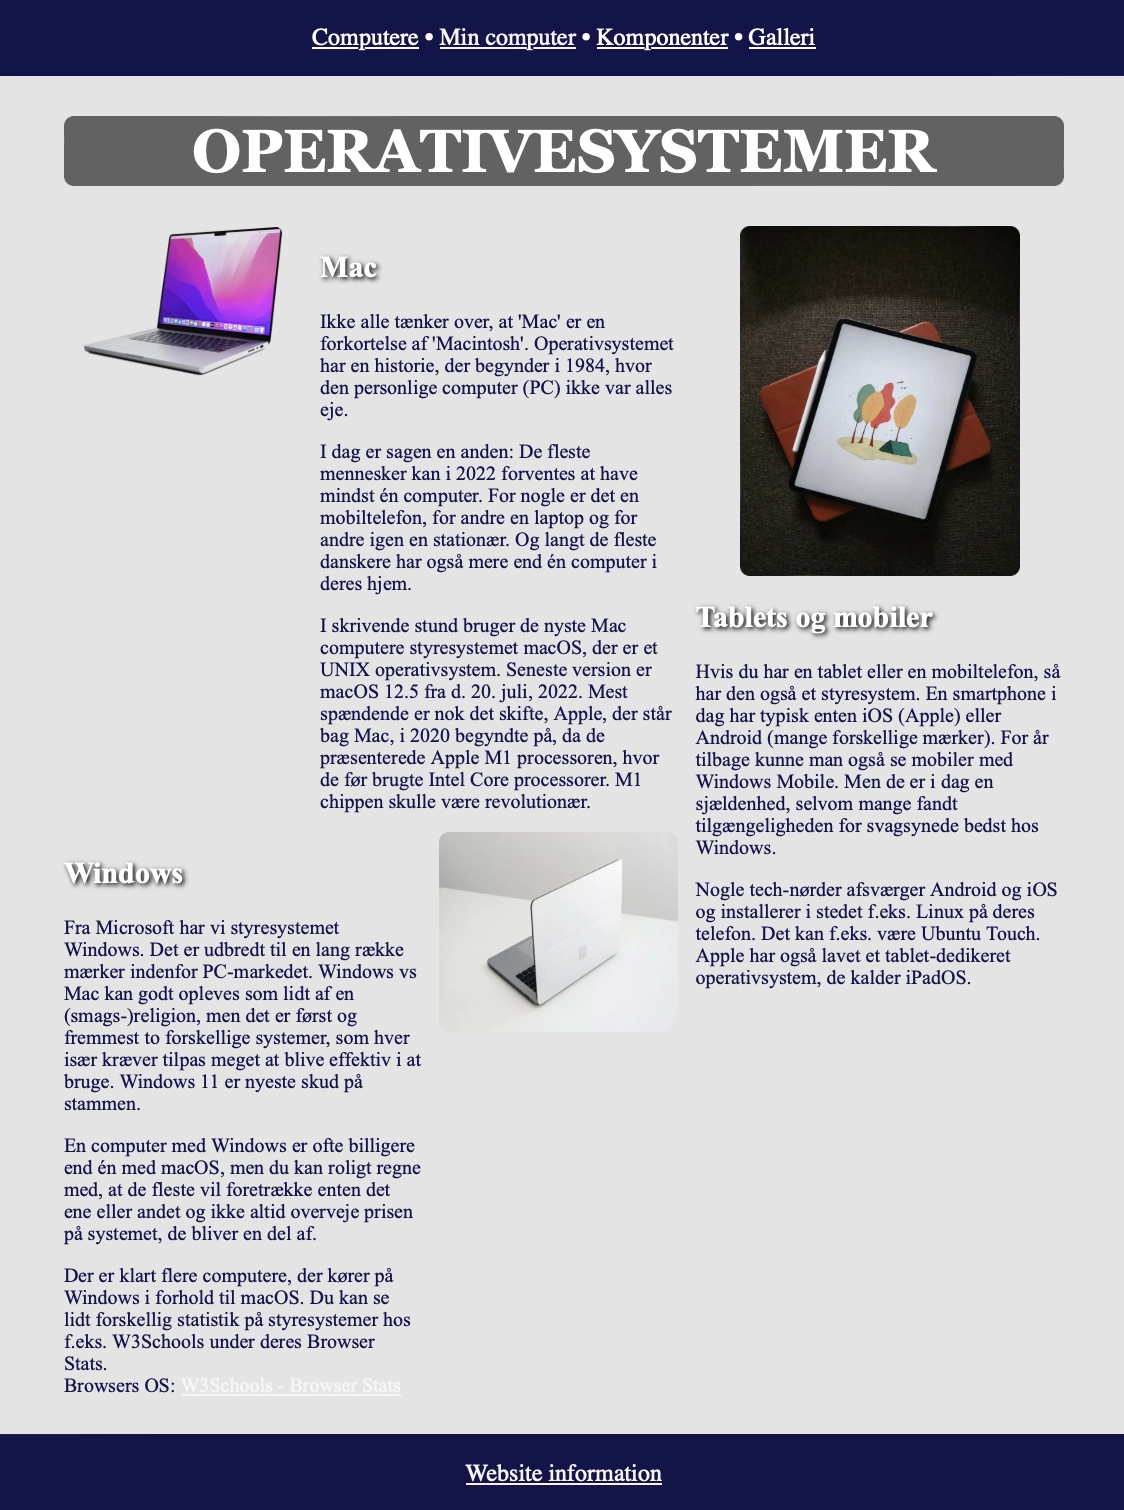 Computere • Min computer • Komponenter • Galleri
OPERATIVESYSTEMER
Mac
Ikke alle tænker over, at 'Mac' er en
forkortelse af 'Macintosh'. Operativsystemet
har en historie, der begynder i 1984, hvor
den personlige computer (PC) ikke var alles
eje.
I dag er sagen en anden: De fleste
mennesker kan i 2022 forventes at have
mindst én computer. For nogle er det en
mobiltelefon, for andre en laptop og for
andre igen en stationær. Og langt de fleste
danskere har også mere end én computer i
deres hjem.
I skrivende stund bruger de nyste Mac
computere styresystemet macOS, der er et
UNIX operativsystem. Seneste version er
macOS 12.5 fra d. 20. juli, 2022. Mest
spændende er nok det skifte, Apple, der står
bag Mac, i 2020 begyndte på, da de
præsenterede Apple M1 processoren, hvor
de før brugte Intel Core processorer. M1
chippen skulle være revolutionær.
Windows
Fra Microsoft har vi styresystemet
Windows. Det er udbredt til en lang række
mærker indenfor PC-markedet. Windows vs
Mac kan godt opleves som lidt af en
(smags-)religion, men det er først og
fremmest to forskellige systemer, som hver
især kræver tilpas meget at blive effektiv i at
bruge. Windows 11 er nyeste skud på
stammen.
En computer med Windows er ofte billigere
end én med macOS, men du kan roligt regne
med, at de fleste vil foretrække enten det
ene eller andet og ikke altid overveje prisen
på systemet, de bliver en del af.
Der er klart flere computere, der kører på
Windows i forhold til macOS. Du kan se
lidt forskellig statistik på styresystemer hos
f.eks. W3Schools under deres Browser
Stats.
Browsers OS: W3Schools - Browser Stats
Tablets og mobiler
Hvis du har en tablet eller en mobiltelefon, så
har den også et styresystem. En smartphone i
dag har typisk enten iOS (Apple) eller
Android (mange forskellige mærker). For år
tilbage kunne man også se mobiler med
Windows Mobile. Men de er i dag en
sjældenhed, selvom mange fandt
tilgængeligheden for svagsynede bedst hos
Windows.
Nogle tech-nørder afsværger Android og iOS
og installerer i stedet f.eks. Linux på deres
telefon. Det kan f.eks. være Ubuntu Touch.
Apple har også lavet et tablet-dedikeret
operativsystem, de kalder iPadOS.
Website information